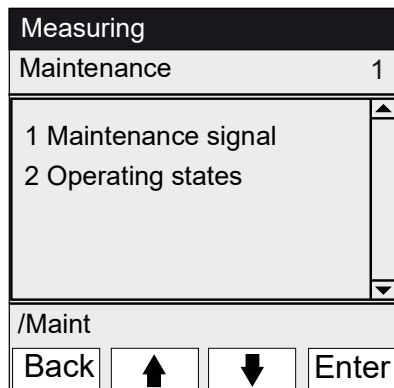 Measuring
Maintenance 1
1 Maintenance signal
2 Operating states
/Maint
Back Enter